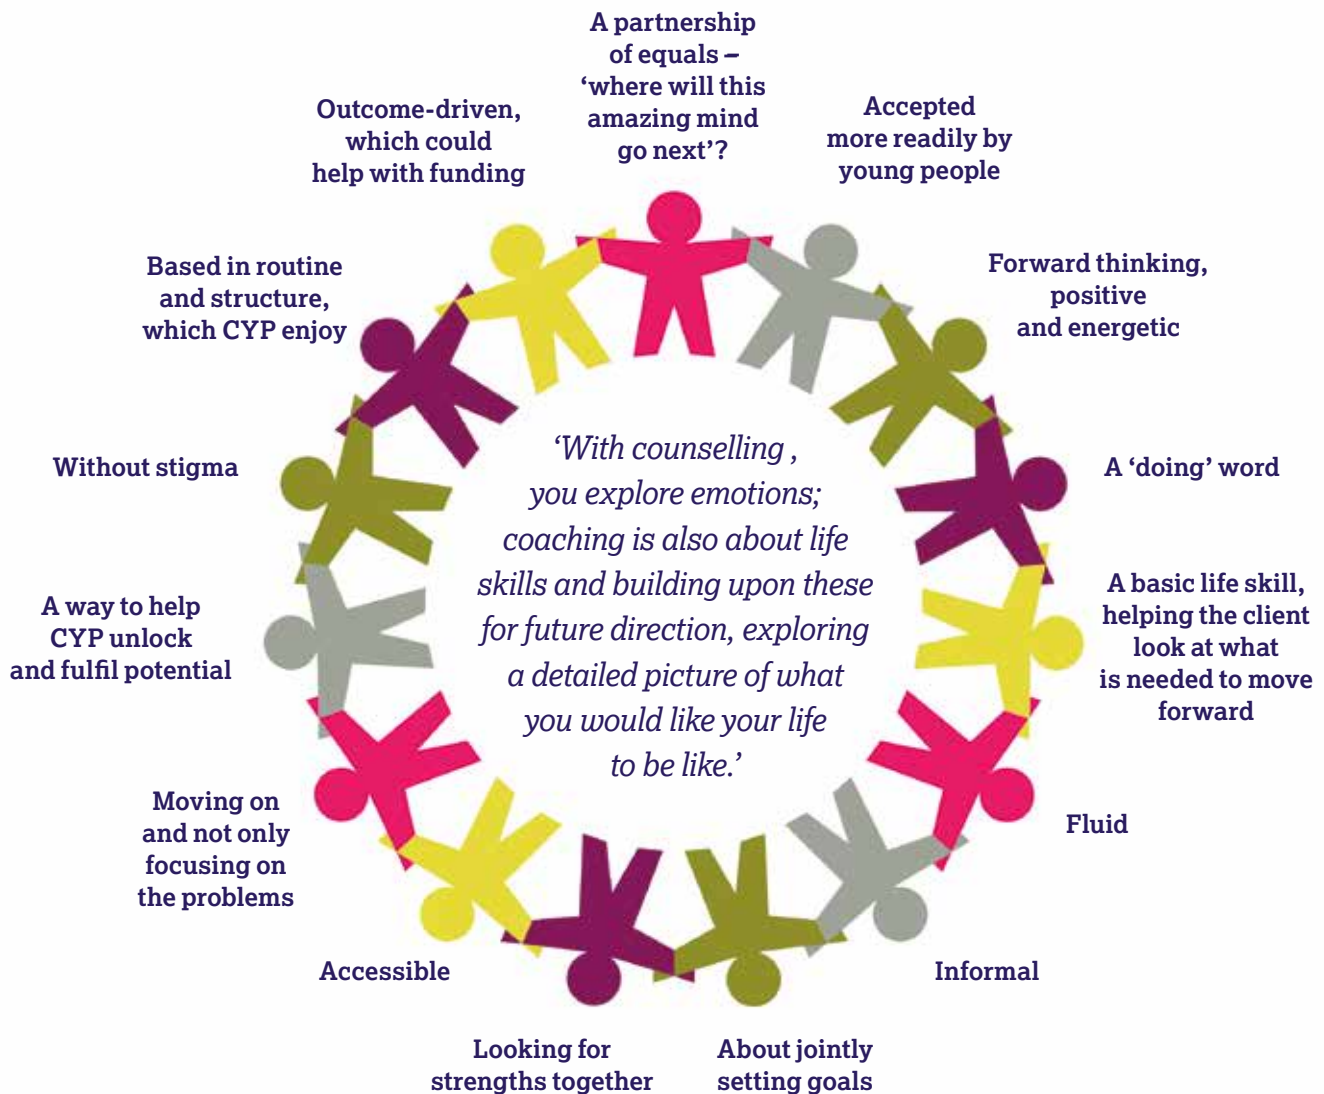 A partnership
of equals –
‘where will this
amazing mind
go next’?
Accepted
more readily by
young people
Forward thinking,
positive
and energetic
A ‘doing’ word
A basic life skill,
helping the client
look at what
is needed to move
forward
Fluid
Informal
About jointly
setting goals
Looking for
strengths together
Accessible
Moving on
and not only
focusing on
the problems
A way to help
CYP unlock
and fulfil potential
Without stigma
Based in routine
and structure,
which CYP enjoy
Outcome-driven,
which could
help with funding
‘With counselling ,
you explore emotions;
coaching is also about life
skills and building upon these
for future direction, exploring
a detailed picture of what
you would like your life
to be like.’